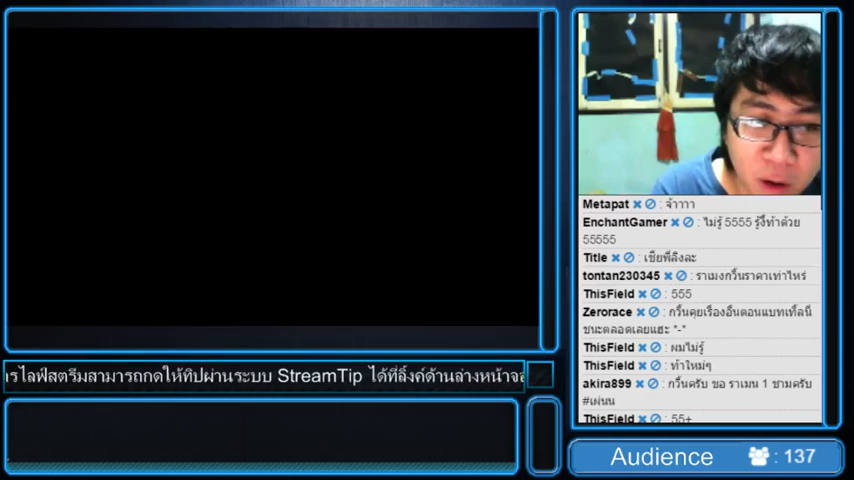 Metapat : จ้าาาา
EnchantGamer : ไม่รู้ 5555 รู้งี้ท้าด้วย
55555
Title : เชียพี่ลิงละ
tontan230345 : ราเมงกวิ้นราคาเท่าไหร่
ThisField : 555
Zerorace : กวิ้นคุยเรื่องอื่นตอนแบทเทิ้ลนี่
ชนะตลอดเลยแฮะ *-*
ThisField : ผมไม่รู้
ThisField : ท้าใหม่ๆ
akira899 : กวิ้นครับ ขอ ราเมน 1 ชามครับ
#แผ่นน
ThisField : 55+
รไลฟ์สตรีมสามารถกดให้ทิปผ่านระบบ StreamTip ได้ที่ลิ้งค์ด้านล่างหน้าจอ
Audience : 137